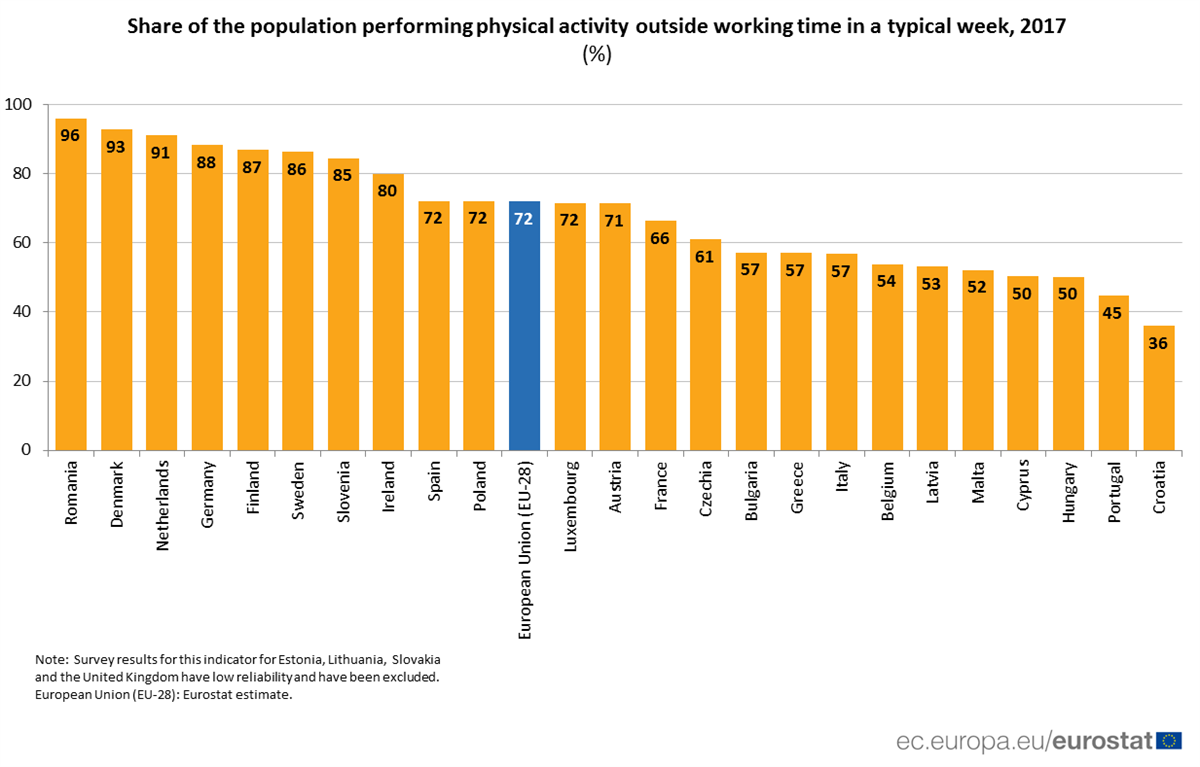 Share of the population performing physical activity outside working time in a typical week, 2017
(%)
100
80
60
40
20
0
96
93
91
88
87
86
85
80
72
72
72
72
71
66
61
57
57
57
54
53
52
50
50
45
36
Romania
Denmark
Netherlands
Germany
Finland
Sweden
Slovenia
Ireland
Spain
Poland
European Union (EU-28)
Luxembourg
Austria
France
Czechia
Bulgaria
Greece
Italy
Belgium
Latvia
Malta
Cyprus
Hungary
Portugal
Croatia
Note: Survey results for this indicator for Estonia, Lithuania, Slovakia
and the United Kingdom have low reliability and have been excluded.
European Union (EU-28): Eurostat estimate.
ec.europa.eu/eurostat